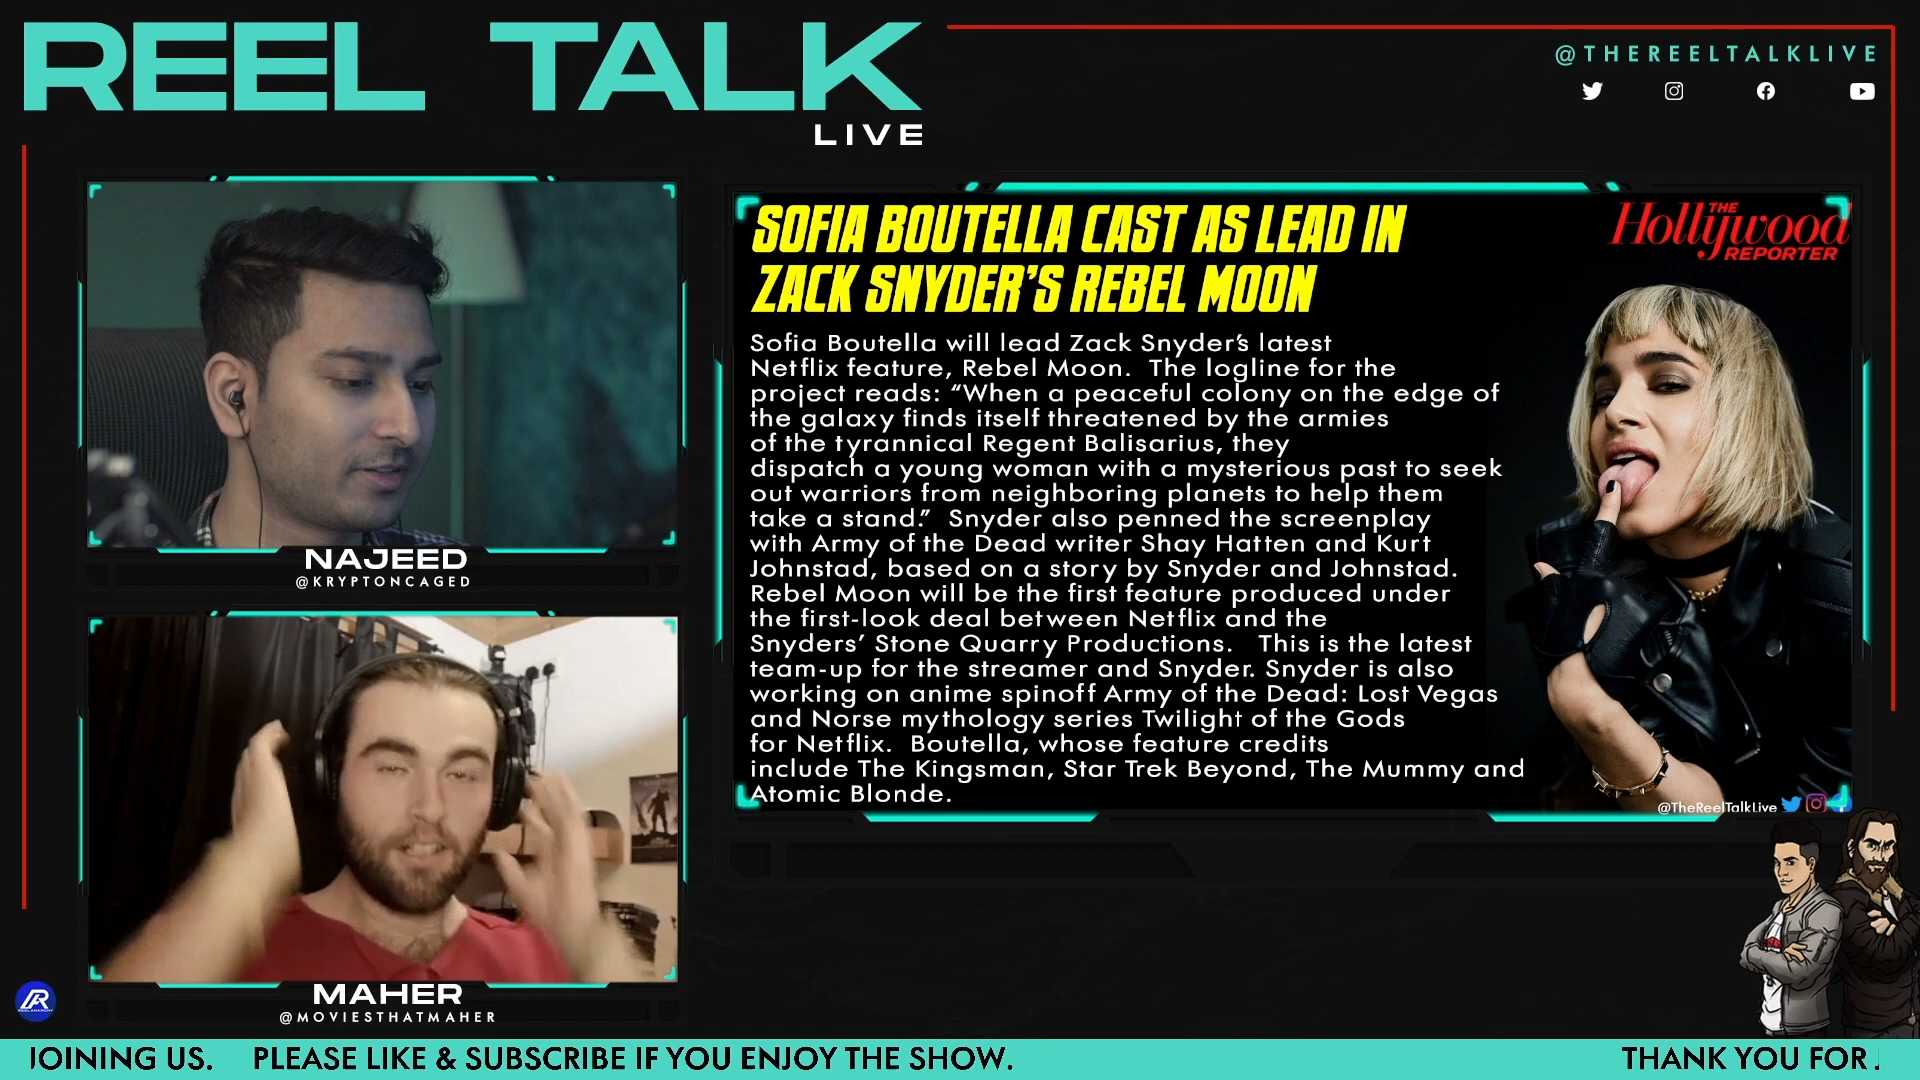 REEL TALK
LIVE
@THEREELTALKLIVE
NAJEED
@KRYPTONCAGED
MAHER
@MOVIESTHATMAHER
SOFIA BOUTELLA CAST AS LEAD IN
ZACK SNYDER'S REBEL MOON
THE
Hollywood
REPORTER
Sofia Boutella will lead Zack Snyder's latest
Netflix feature, Rebel Moon.  The logline for the
project reads: “When a peaceful colony on the edge of
the galaxy finds itself threatened by the armies
of the tyrannical Regent Balisarius, they
dispatch a young woman with a mysterious past to seek
out warriors from neighboring planets to help them
take a stand.”  Snyder also penned the screenplay
with Army of the Dead writer Shay Hatten and Kurt
Johnstad, based on a story by Snyder and Johnstad.
Rebel Moon will be the first feature produced under
the first-look deal between Netflix and the
Snyders’ Stone Quarry Productions.   This is the latest
team-up for the streamer and Snyder. Snyder is also
working on anime spinoff Army of the Dead: Lost Vegas
and Norse mythology series Twilight of the Gods
for Netflix.  Boutella, whose feature credits
include The Kingsman, Star Trek Beyond, The Mummy and
Atomic Blonde.
@TheReelTalkLive
JOINING US.     PLEASE LIKE & SUBSCRIBE IF YOU ENJOY THE SHOW.
THANK YOU FOR